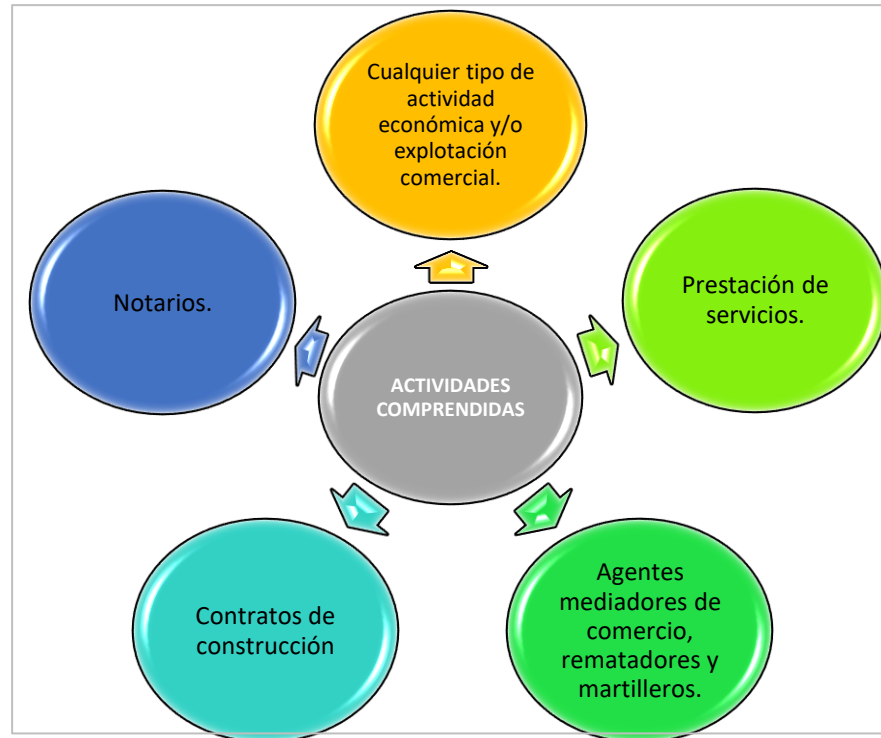 Cualquier tipo de
actividad
económica y/o
explotación
comercial.
Notarios.
Prestación de
servicios.
ACTIVIDADES
COMPRENDIDAS
Contratos de
construcción
Agentes
mediadores de
comercio,
rematadores y
martilleros.